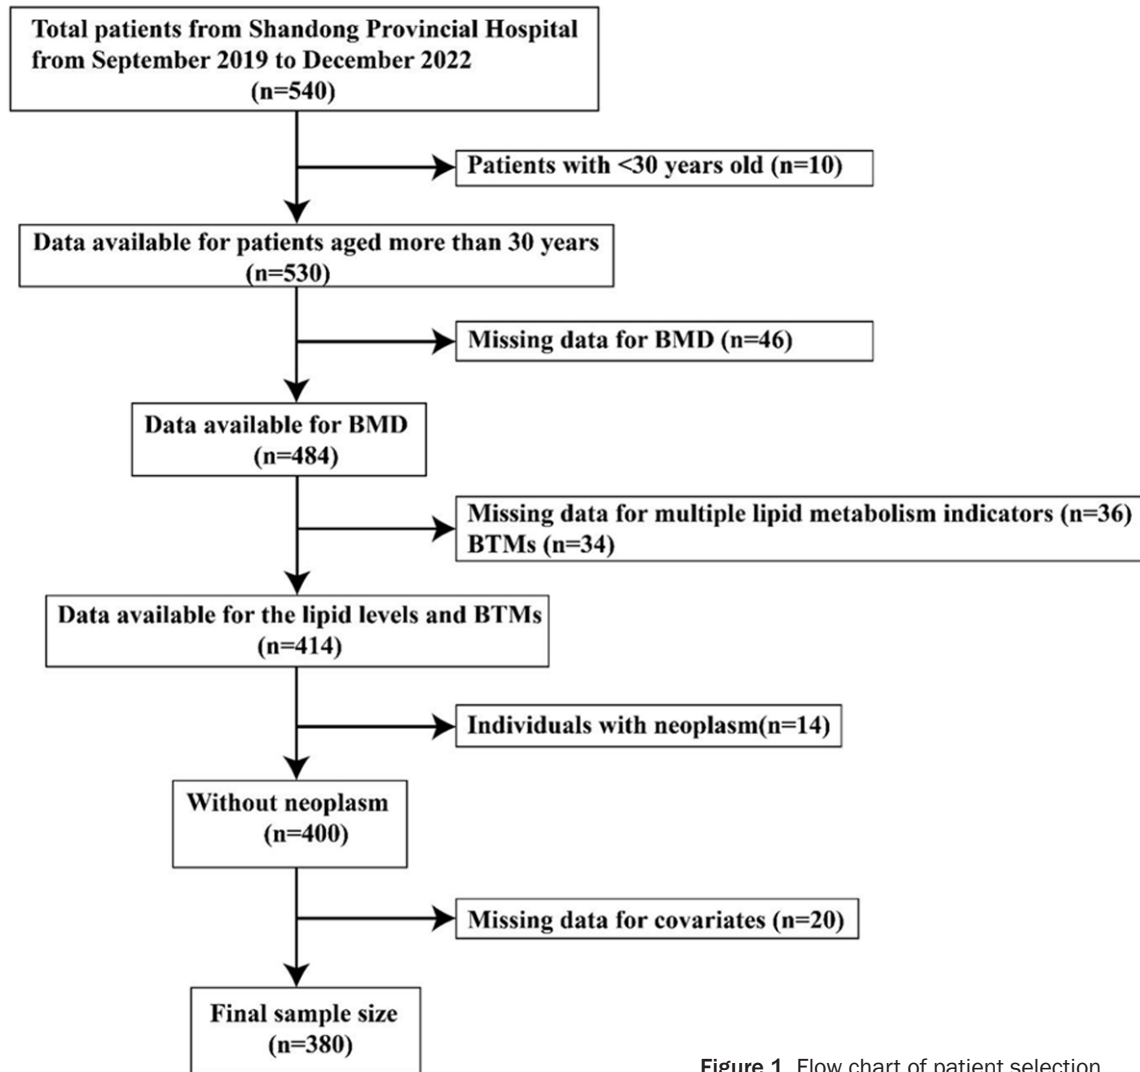 Total patients from Shandong Provincial Hospital
from September 2019 to December 2022
(n=540)
Patients with <30 years old (n=10)
Data available for patients aged more than 30 years
(n=530)
Missing data for BMD (n=46)
Data available for BMD
(n=484)
Missing data for multiple lipid metabolism indicators (n=36)
BTMs (n=34)
Data available for the lipid levels and BTMs
(n=414)
Individuals with neoplasm(n=14)
Without neoplasm
(n=400)
Missing data for covariates (n=20)
Final sample size
(n=380)
Figure 1. Flow chart of patient selection